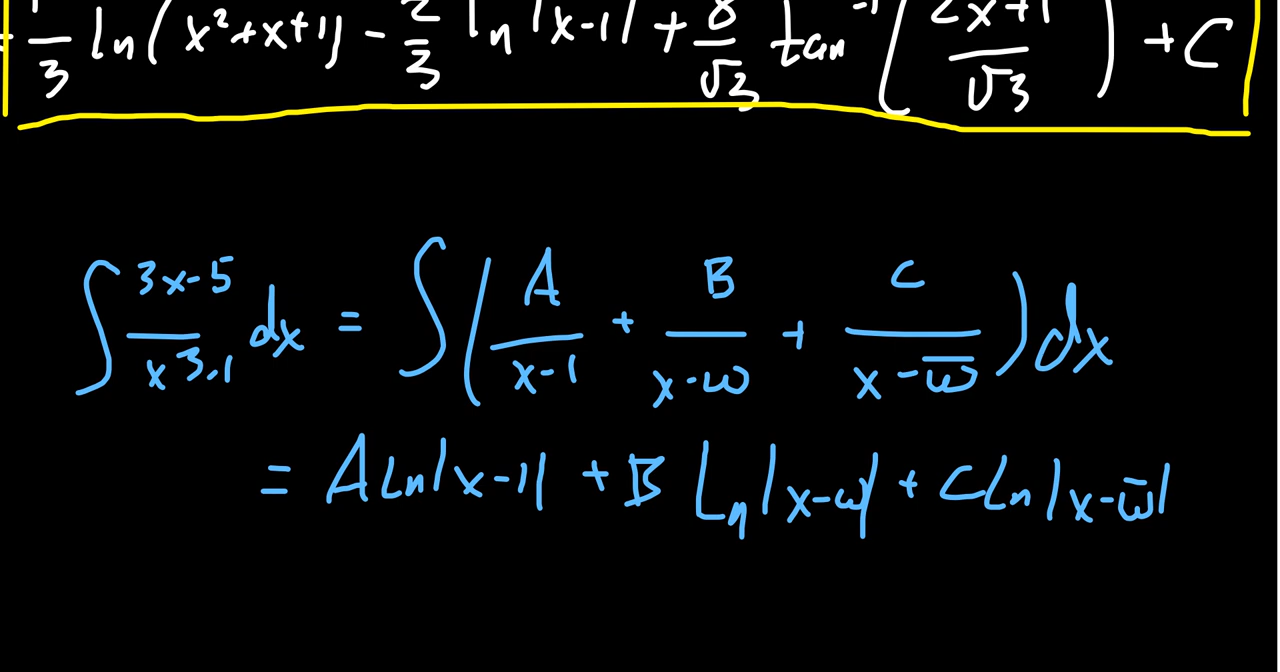 1/3 ln(x²+x+1) - 2/3 ln|x-1| + 8/√3 tan⁻¹((2x+1)/√3) + C
∫ (3x-5)/(x³-1) dx = ∫ (A/(x-1) + B/(x-ω) + C/(x-ω̅)) dx
= A Ln|x-1| + B Ln|x-ω| + C Ln|x-ω̅|